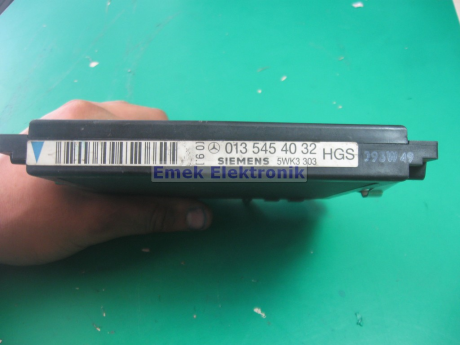 013 545 40 32
SIEMENS 5WK3 303
HGS
Emek Elektronik